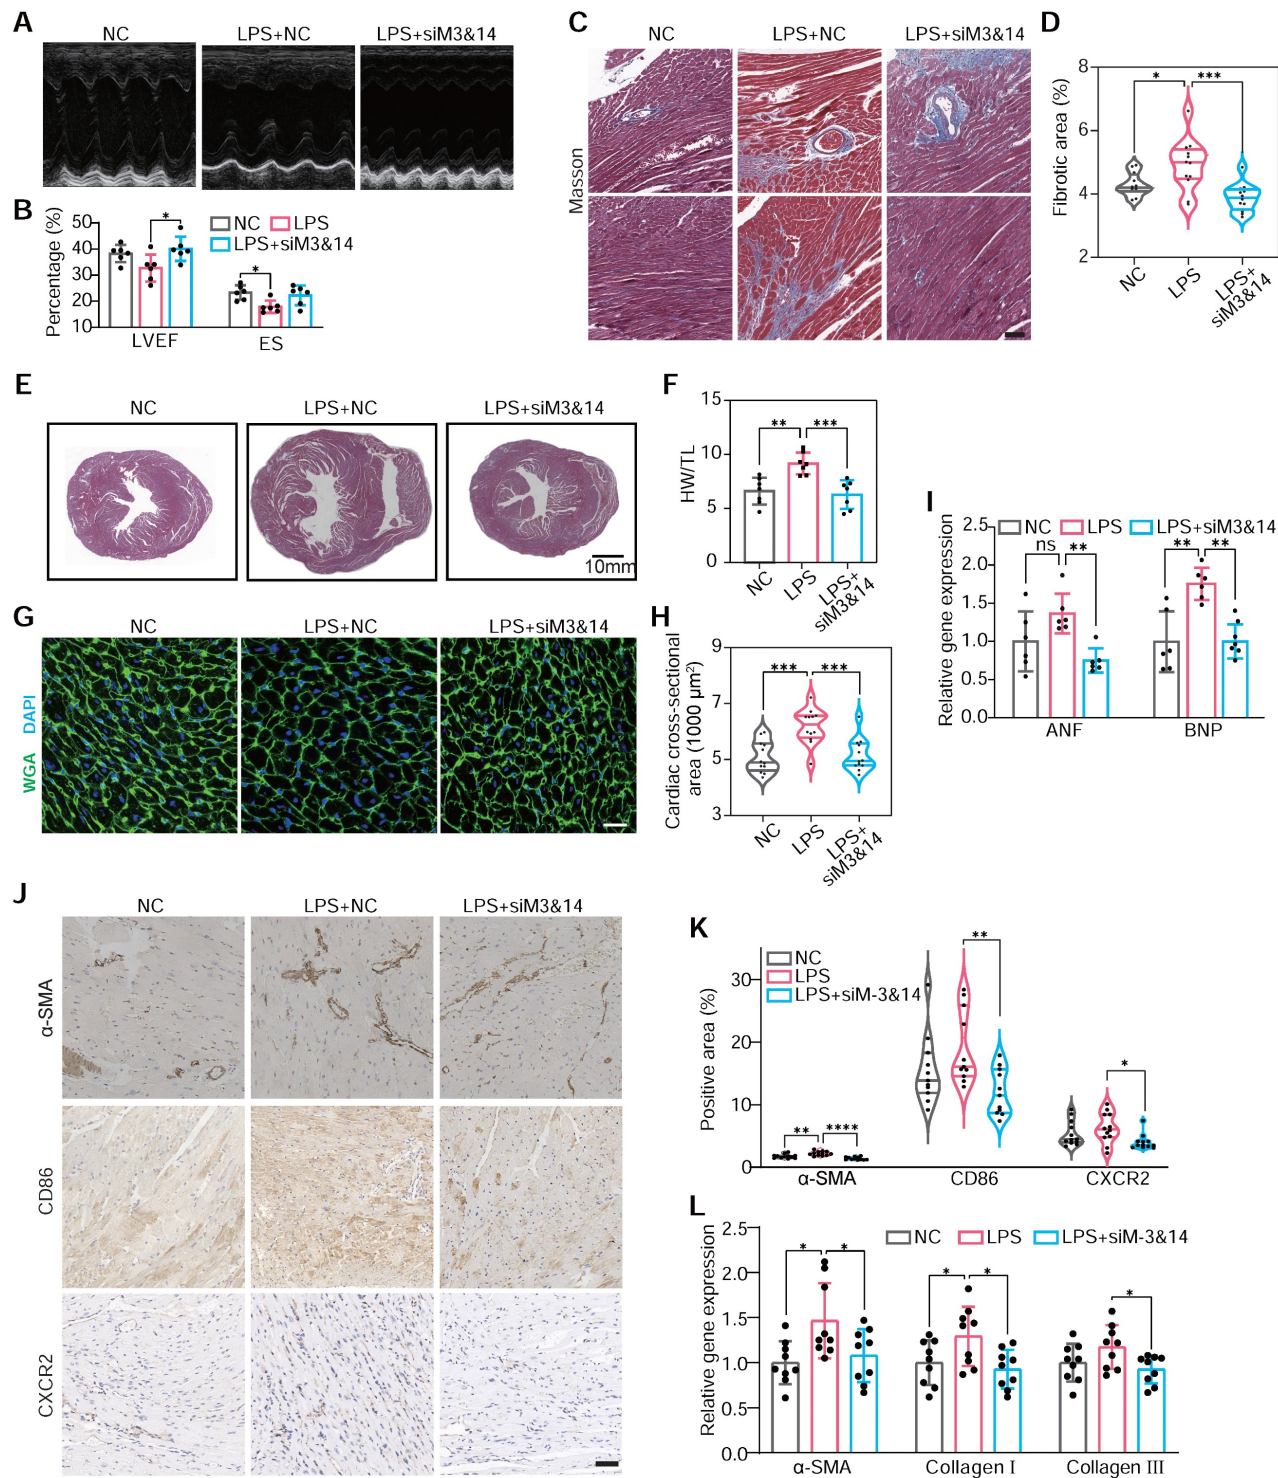 A
NC
LPS+NC
LPS+siM3&14
B
Percentage (%)
50
40
30
20
10
*
*
NC
LPS
LPS+siM3&14
LVEF
ES
C
NC
LPS+NC
LPS+siM3&14
Masson
D
Fibrotic area (%)
8
6
4
2
*
***
NC
LPS
LPS+
siM3&14
E
NC
LPS+NC
LPS+siM3&14
10mm
F
HW/TL
15
10
5
0
**
***
NC
LPS
LPS+
siM3&14
G
NC
LPS+NC
LPS+siM3&14
WGA DAPI
H
Cardiac cross-sectional
area (1000 µm²)
9
7
5
3
***
***
NC
LPS
LPS+
siM3&14
I
Relative gene expression
2.5
2.0
1.5
1.0
0.5
0.0
NC
LPS
LPS+siM3&14
ns
**
**
**
ANF
BNP
J
NC
LPS+NC
LPS+siM3&14
α-SMA
CD86
CXCR2
K
Positive area (%)
30
20
10
0
NC
LPS
LPS+siM-3&14
**
****
**
*
α-SMA
CD86
CXCR2
L
Relative gene expression
2.5
2.0
1.5
1.0
0.5
0.0
NC
LPS
LPS+siM-3&14
*
*
*
*
*
α-SMA
Collagen I
Collagen III